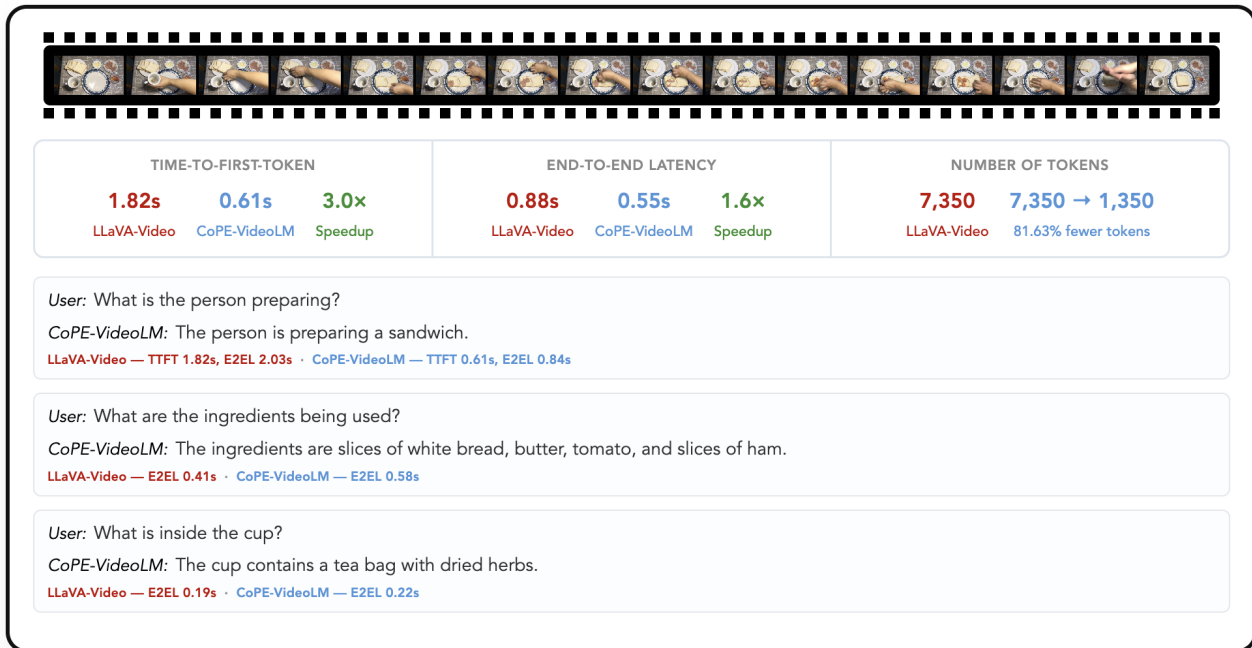 TIME-TO-FIRST-TOKEN
1.82s 0.61s 3.0×
LLaVA-Video CoPE-VideoLM Speedup
END-TO-END LATENCY
0.88s 0.55s 1.6×
LLaVA-Video CoPE-VideoLM Speedup
NUMBER OF TOKENS
7,350 7,350 → 1,350
LLaVA-Video 81.63% fewer tokens
User: What is the person preparing?
CoPE-VideoLM: The person is preparing a sandwich.
LLaVA-Video — TTFT 1.82s, E2EL 2.03s · CoPE-VideoLM — TTFT 0.61s, E2EL 0.84s
User: What are the ingredients being used?
CoPE-VideoLM: The ingredients are slices of white bread, butter, tomato, and slices of ham.
LLaVA-Video — E2EL 0.41s · CoPE-VideoLM — E2EL 0.58s
User: What is inside the cup?
CoPE-VideoLM: The cup contains a tea bag with dried herbs.
LLaVA-Video — E2EL 0.19s · CoPE-VideoLM — E2EL 0.22s